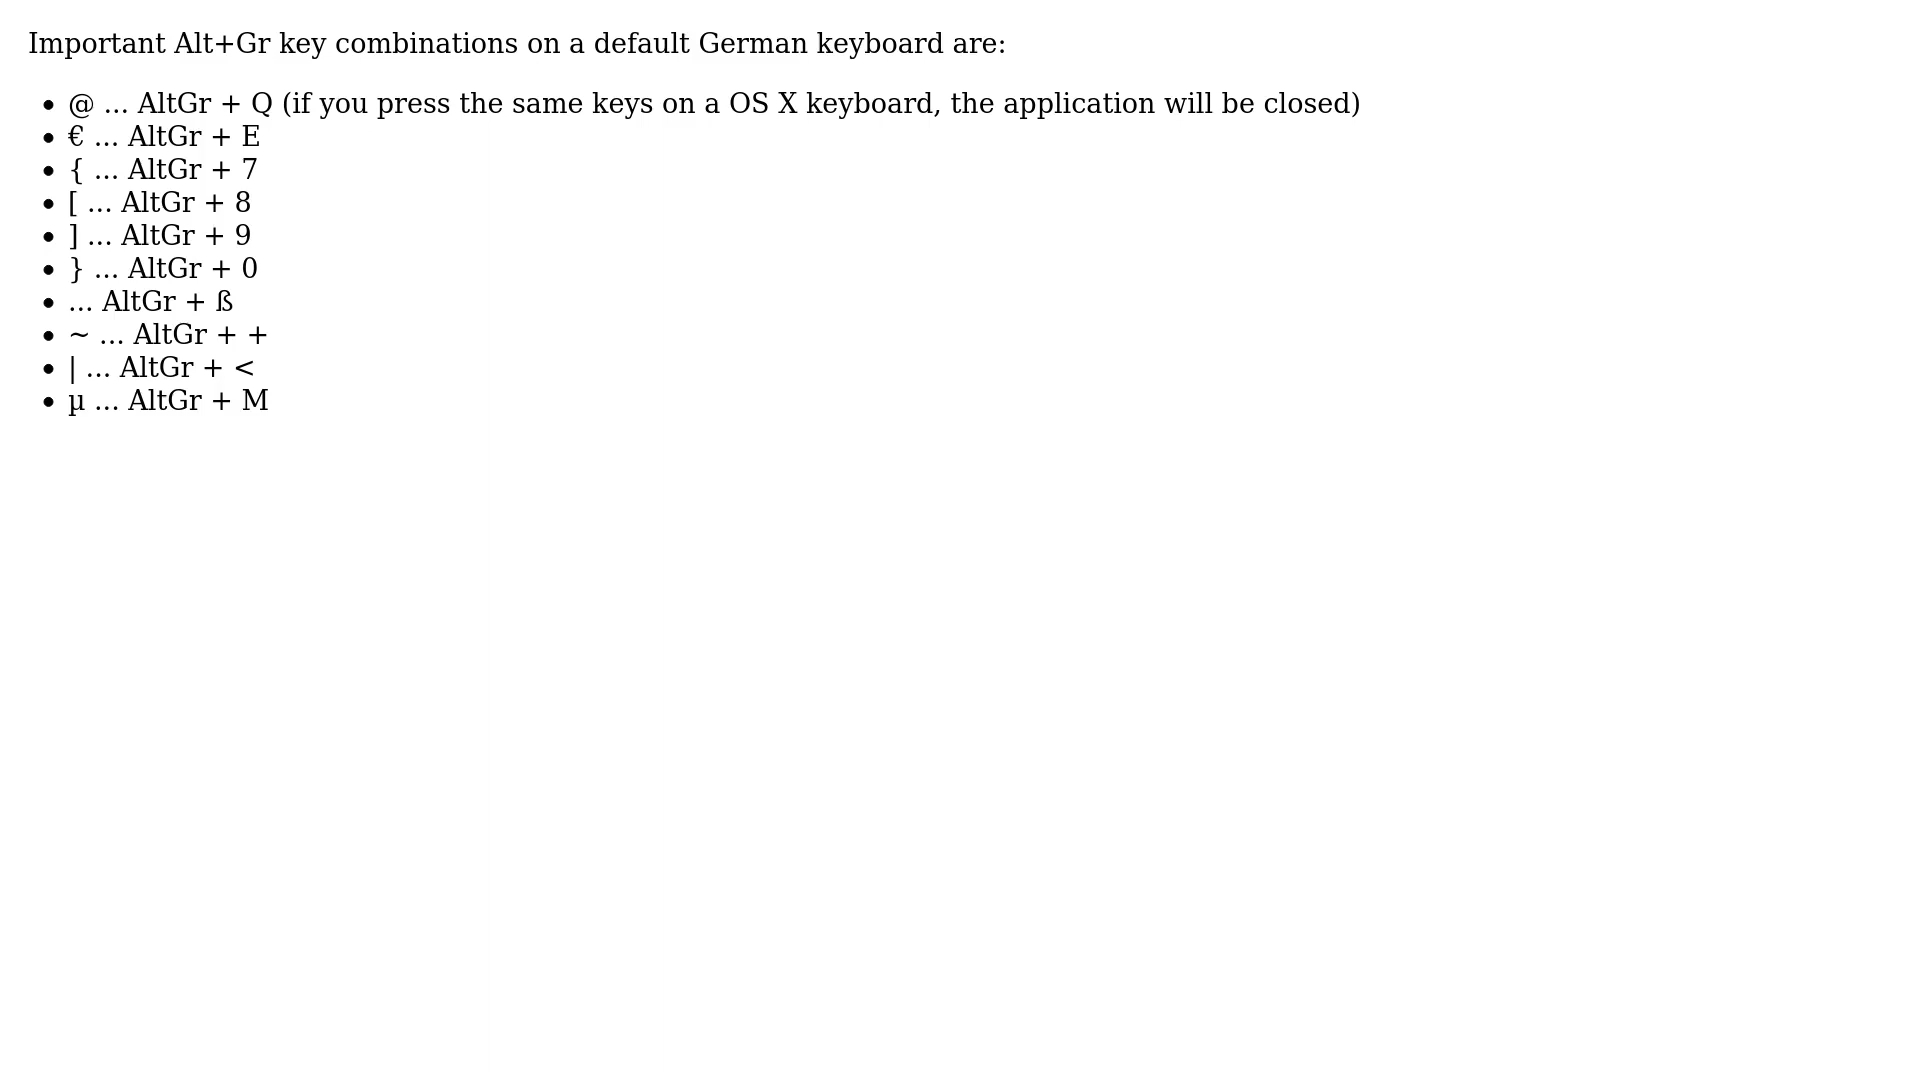 Important Alt+Gr key combinations on a default German keyboard are:
• @ ... AltGr + Q (if you press the same keys on a OS X keyboard, the application will be closed)
• € ... AltGr + E
• { ... AltGr + 7
• [ ... AltGr + 8
• ] ... AltGr + 9
• } ... AltGr + 0
• ... AltGr + ß
• ~ ... AltGr + +
• | ... AltGr + <
• µ ... AltGr + M